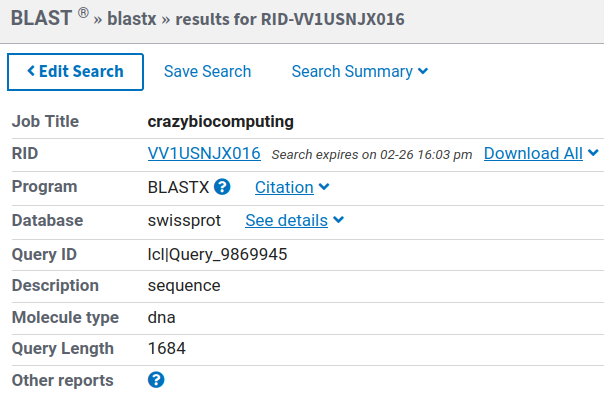 BLAST ® » blastx » results for RID-VV1USNJX016
Edit Search Save Search Search Summary
Job Title crazybiocomputing
RID VV1USNJX016 Search expires on 02-26 16:03 pm Download All
Program BLASTX ? Citation
Database swissprot See details
Query ID lcl|Query_9869945
Description sequence
Molecule type dna
Query Length 1684
Other reports ?